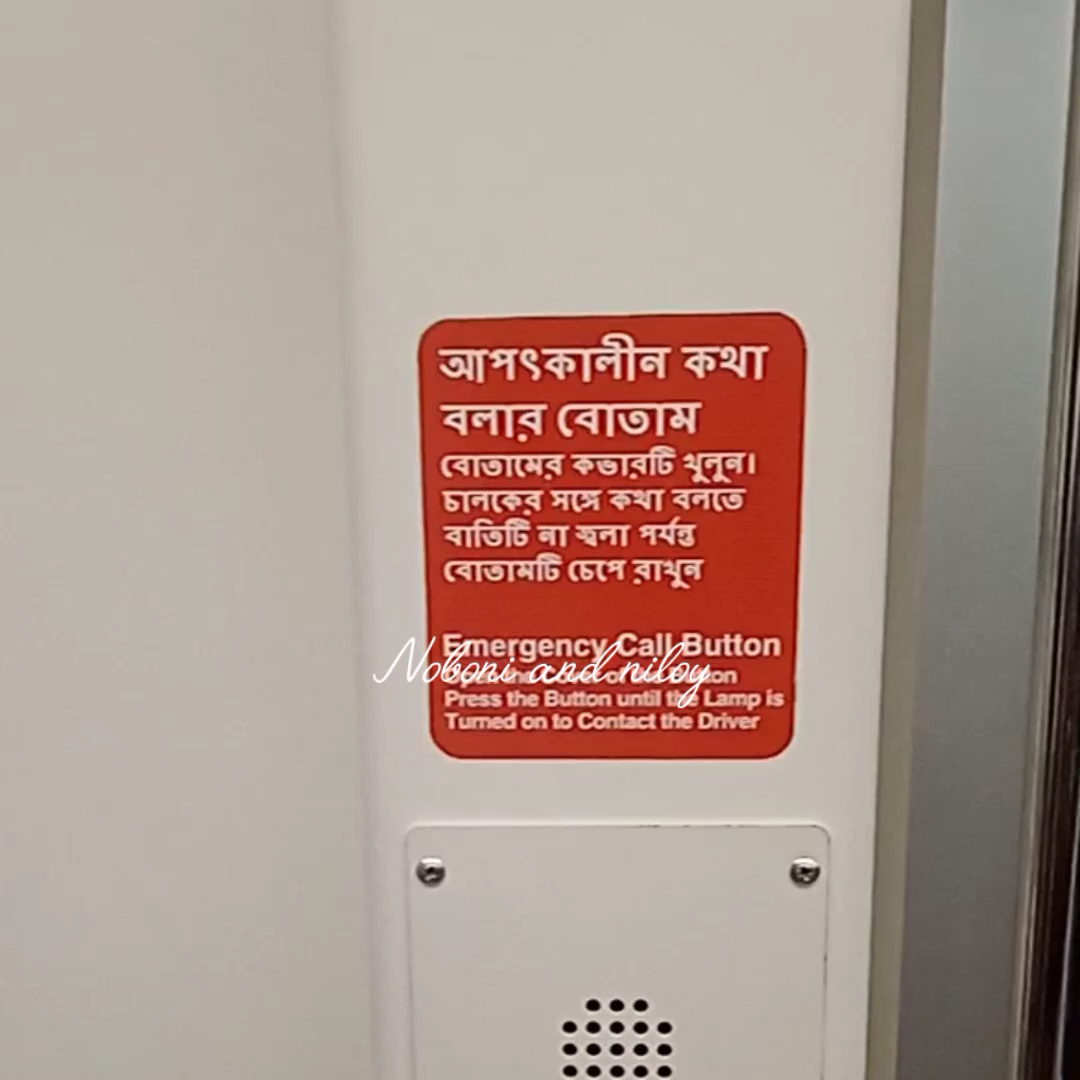 আপৎকালীন কথা
বলার বোতাম
বোতামের কভারটি খুলুন।
চালকের সঙ্গে কথা বলতে
বাতিটি না জ্বলা পর্যন্ত
বোতামটি চেপে রাখুন
Emergency Call Button
Noboni and niloy
Press the Button until the Lamp is
Turned on to Contact the Driver